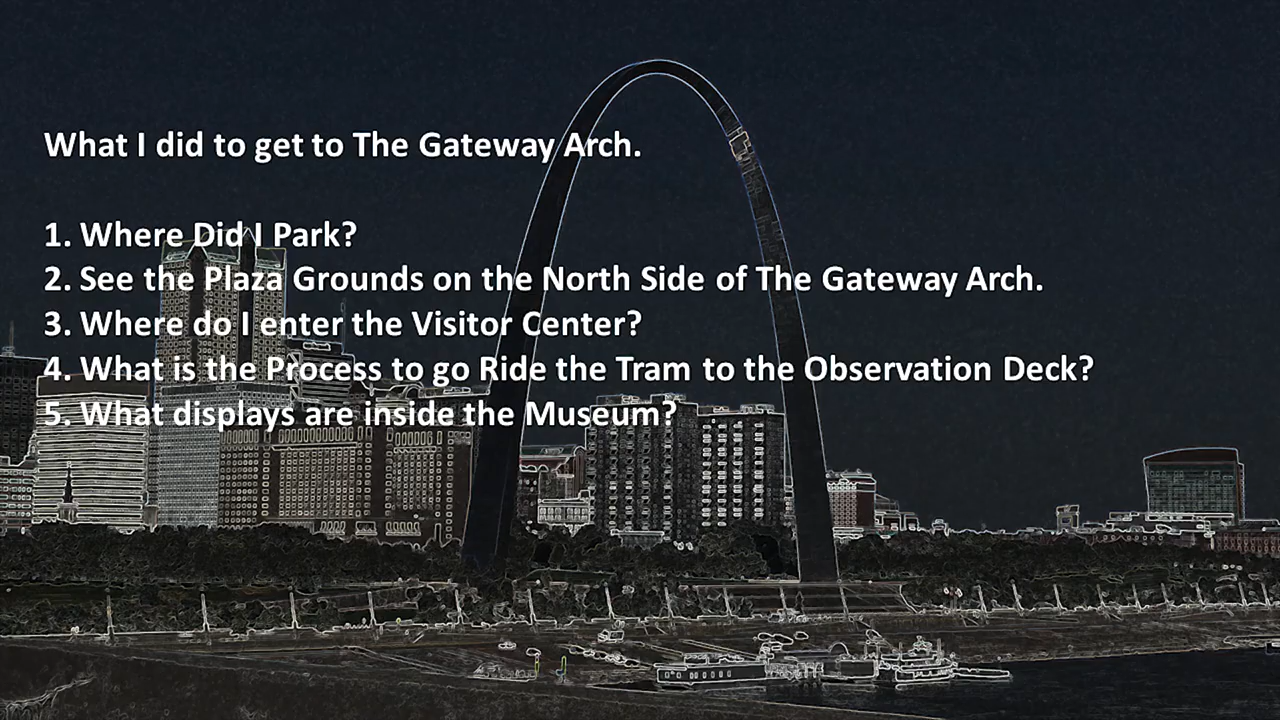 What I did to get to The Gateway Arch.
1. Where Did I Park?
2. See the Plaza Grounds on the North Side of The Gateway Arch.
3. Where do I enter the Visitor Center?
4. What is the Process to go Ride the Tram to the Observation Deck?
5. What displays are inside the Museum?